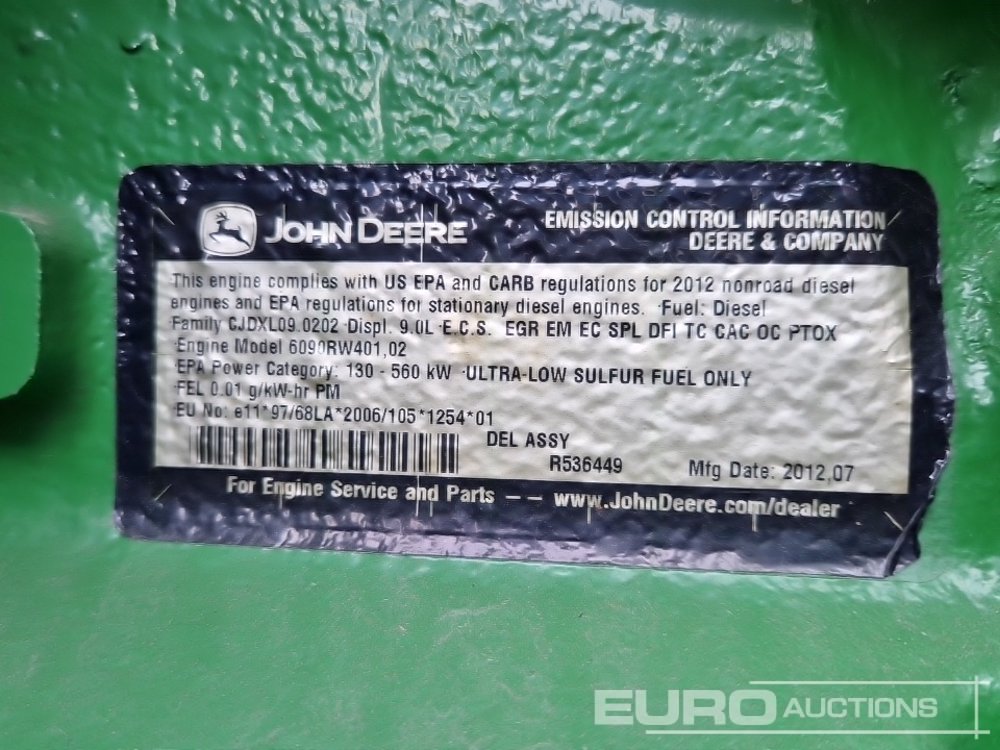 JOHN DEERE
EMISSION CONTROL INFORMATION
DEERE & COMPANY
This engine complies with US EPA and CARB regulations for 2012 nonroad diesel
engines and EPA regulations for stationary diesel engines. Fuel: Diesel
Family CJDXL09.0202 Displ. 9.0L E.C.S. EGR EM EC SPL DFI TC CAC OC PTOX
Engine Model 6090RW401,02
EPA Power Category: 130 - 560 kW ULTRA-LOW SULFUR FUEL ONLY
FEL 0.01 g/kW-hr PM
EU No: e11*97/68LA*2006/105*1254*01
DEL ASSY
R536449 Mfg Date: 2012,07
For Engine Service and Parts -- www.JohnDeere.com/dealer
EURO AUCTIONS